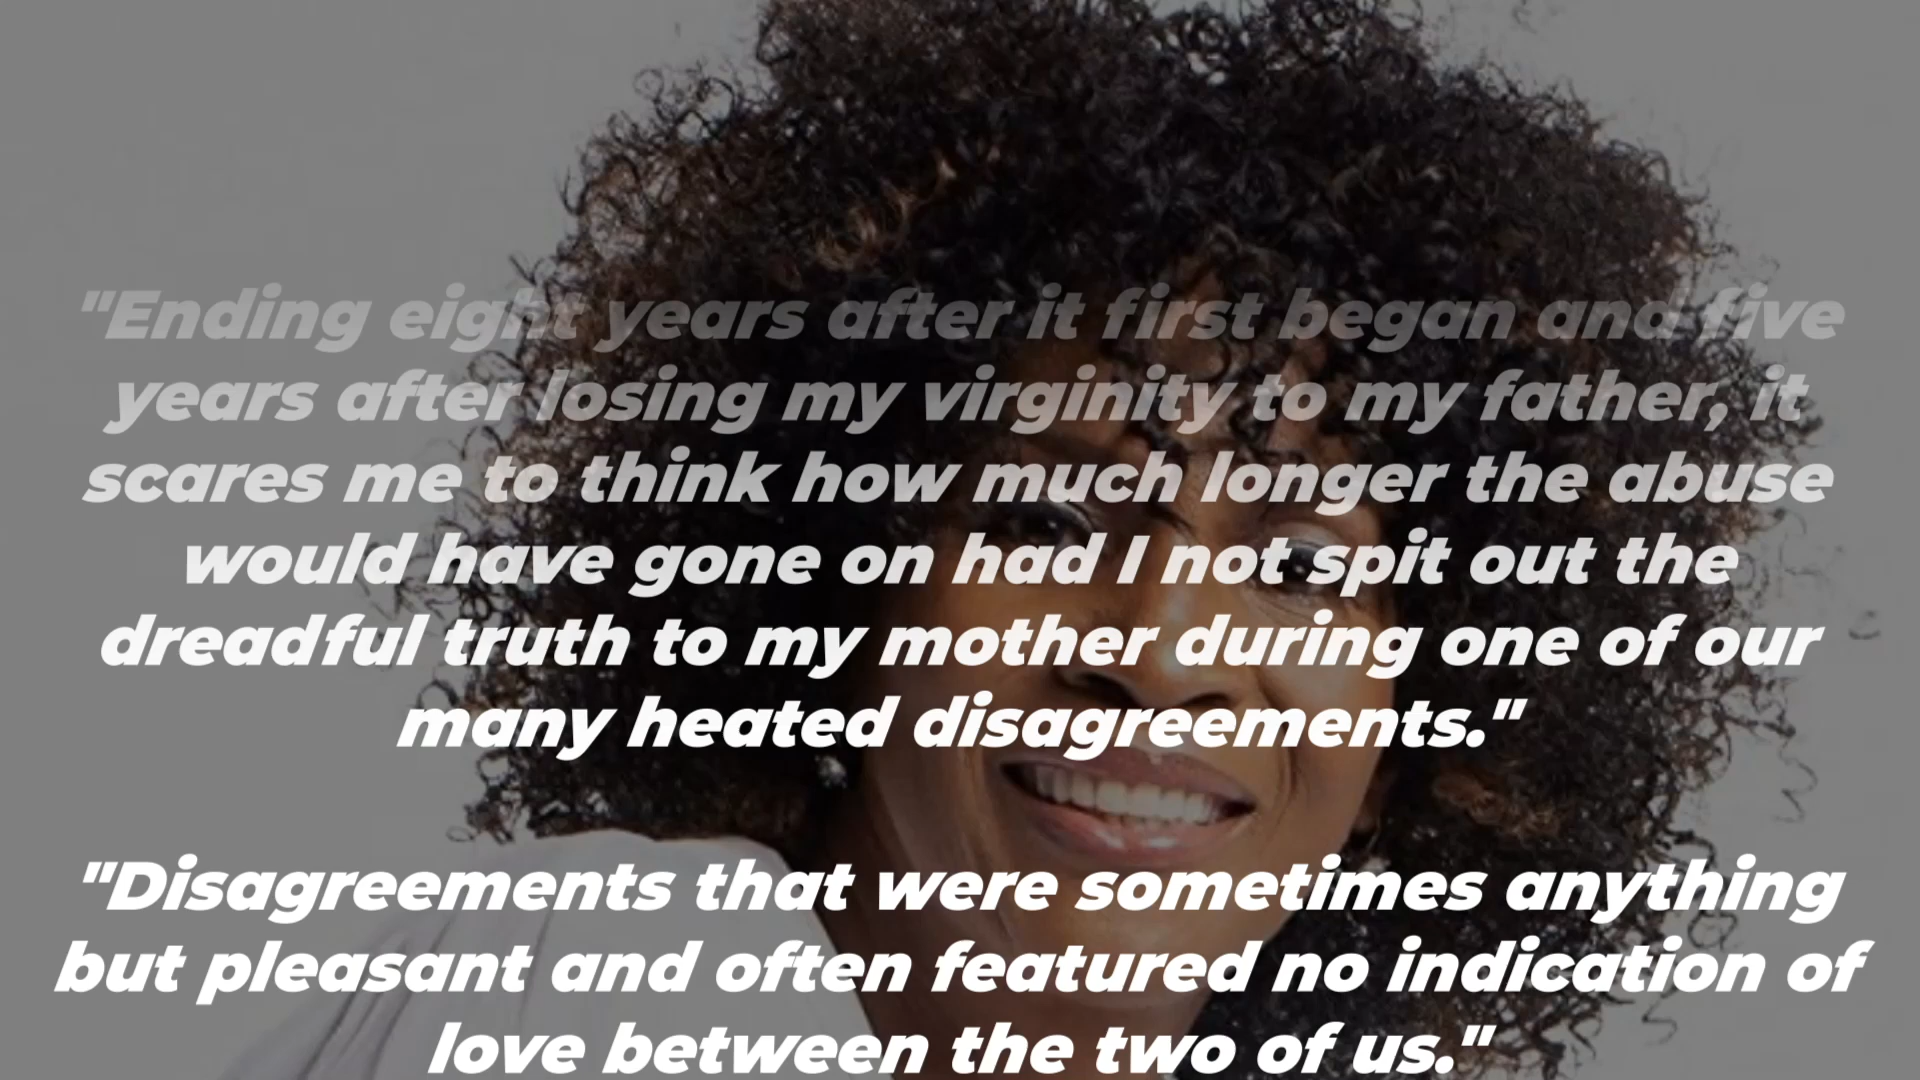 "Ending eight years after it first began and five
years after losing my virginity to my father, it
scares me to think how much longer the abuse
would have gone on had I not spit out the
dreadful truth to my mother during one of our
many heated disagreements."
"Disagreements that were sometimes anything
but pleasant and often featured no indication of
love between the two of us."